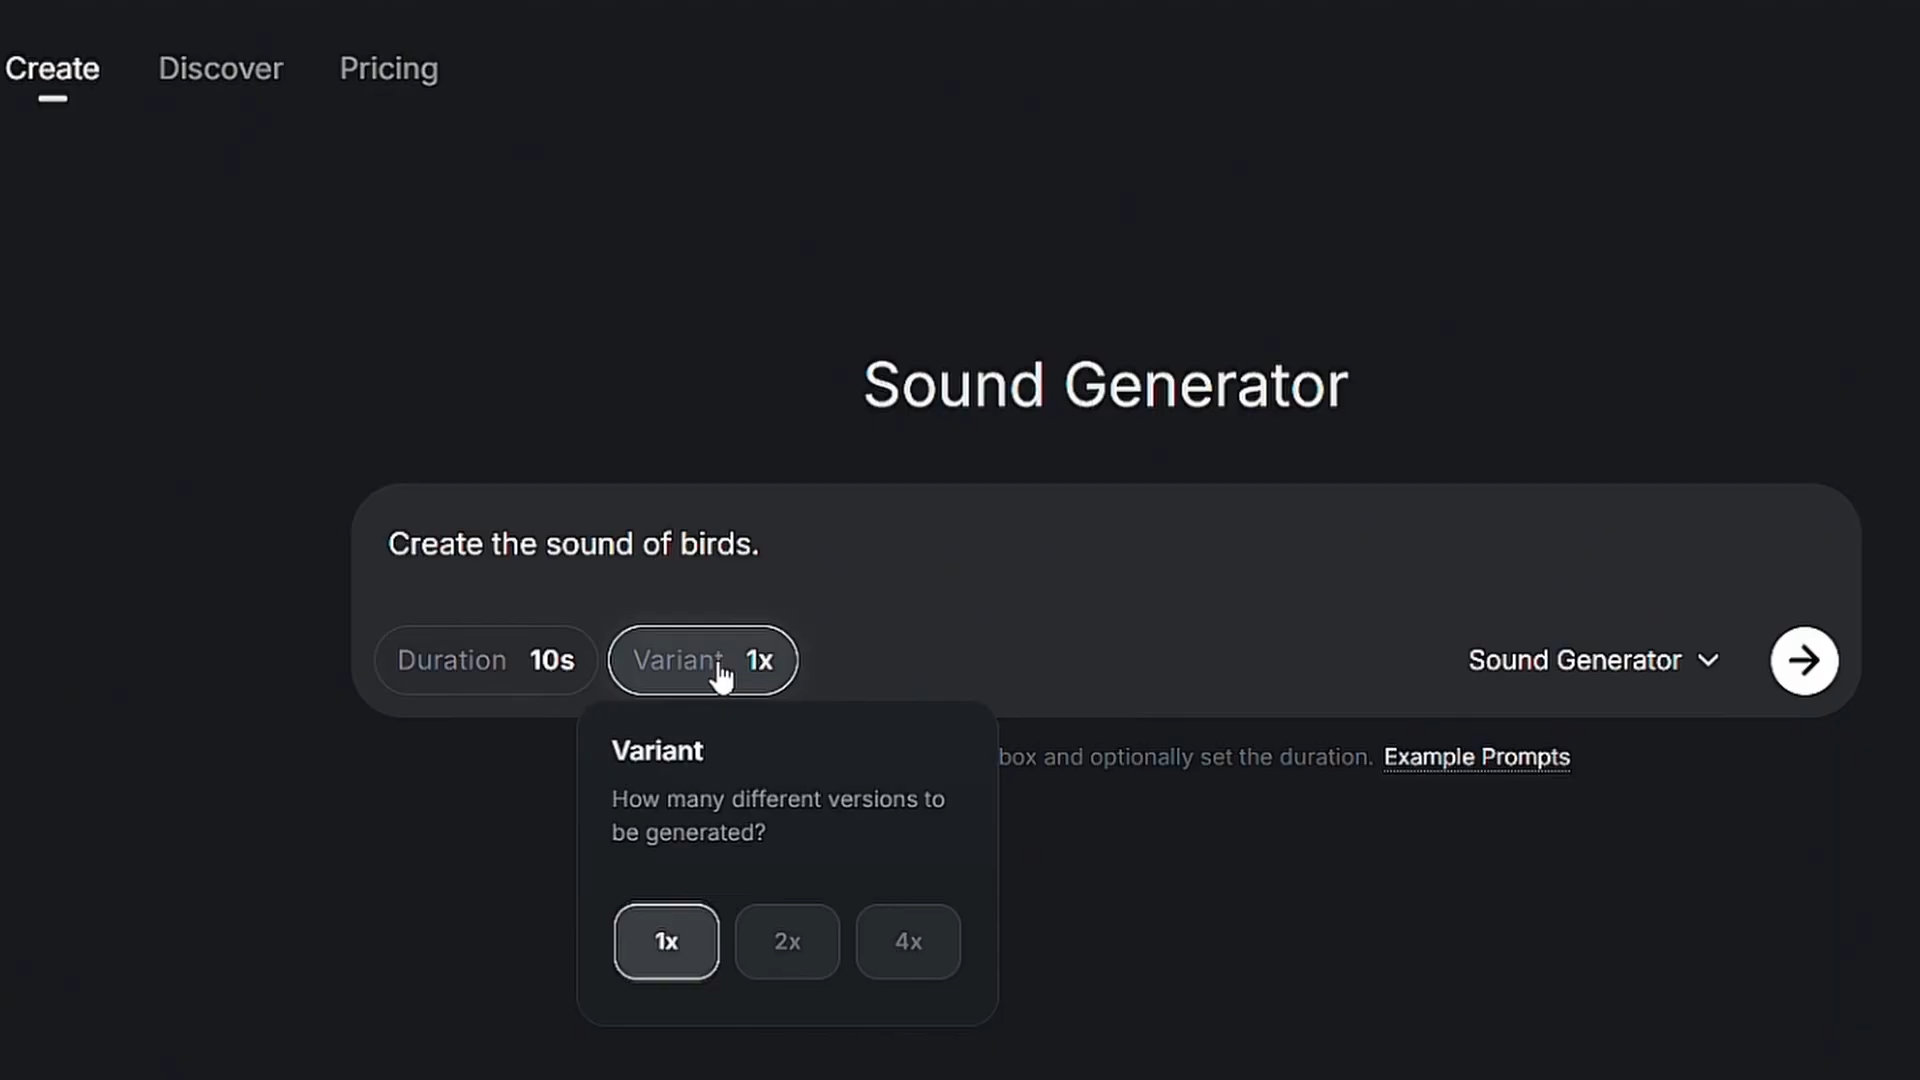 Create Discover Pricing
Sound Generator
Create the sound of birds.
Duration 10s Variant 1x Sound Generator
box and optionally set the duration. Example Prompts
Variant
How many different versions to
be generated?
1x 2x 4x